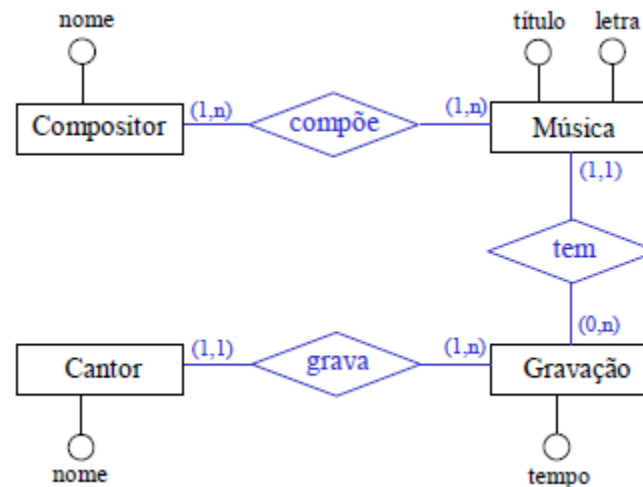 nome
título letra
Compositor (1,n) compõe (1,n) Música
(1,1)
tem
(0,n)
Cantor (1,1) grava (1,n) Gravação
nome tempo